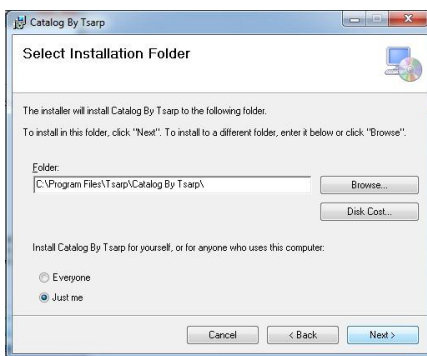 Catalog By Tsarp
Select Installation Folder
The installer will install Catalog By Tsarp to the following folder.
To install in this folder, click "Next". To install to a different folder, enter it below or click "Browse".
Folder:
C:\Program Files\Tsarp\Catalog By Tsarp\
Browse...
Disk Cost...
Install Catalog By Tsarp for yourself, or for anyone who uses this computer:
Everyone
Just me
Cancel < Back Next >